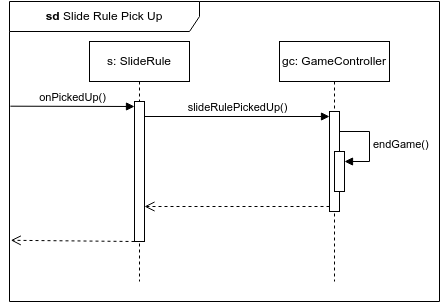 sd Slide Rule Pick Up
s: SlideRule
gc: GameController
onPickedUp()
slideRulePickedUp()
endGame()